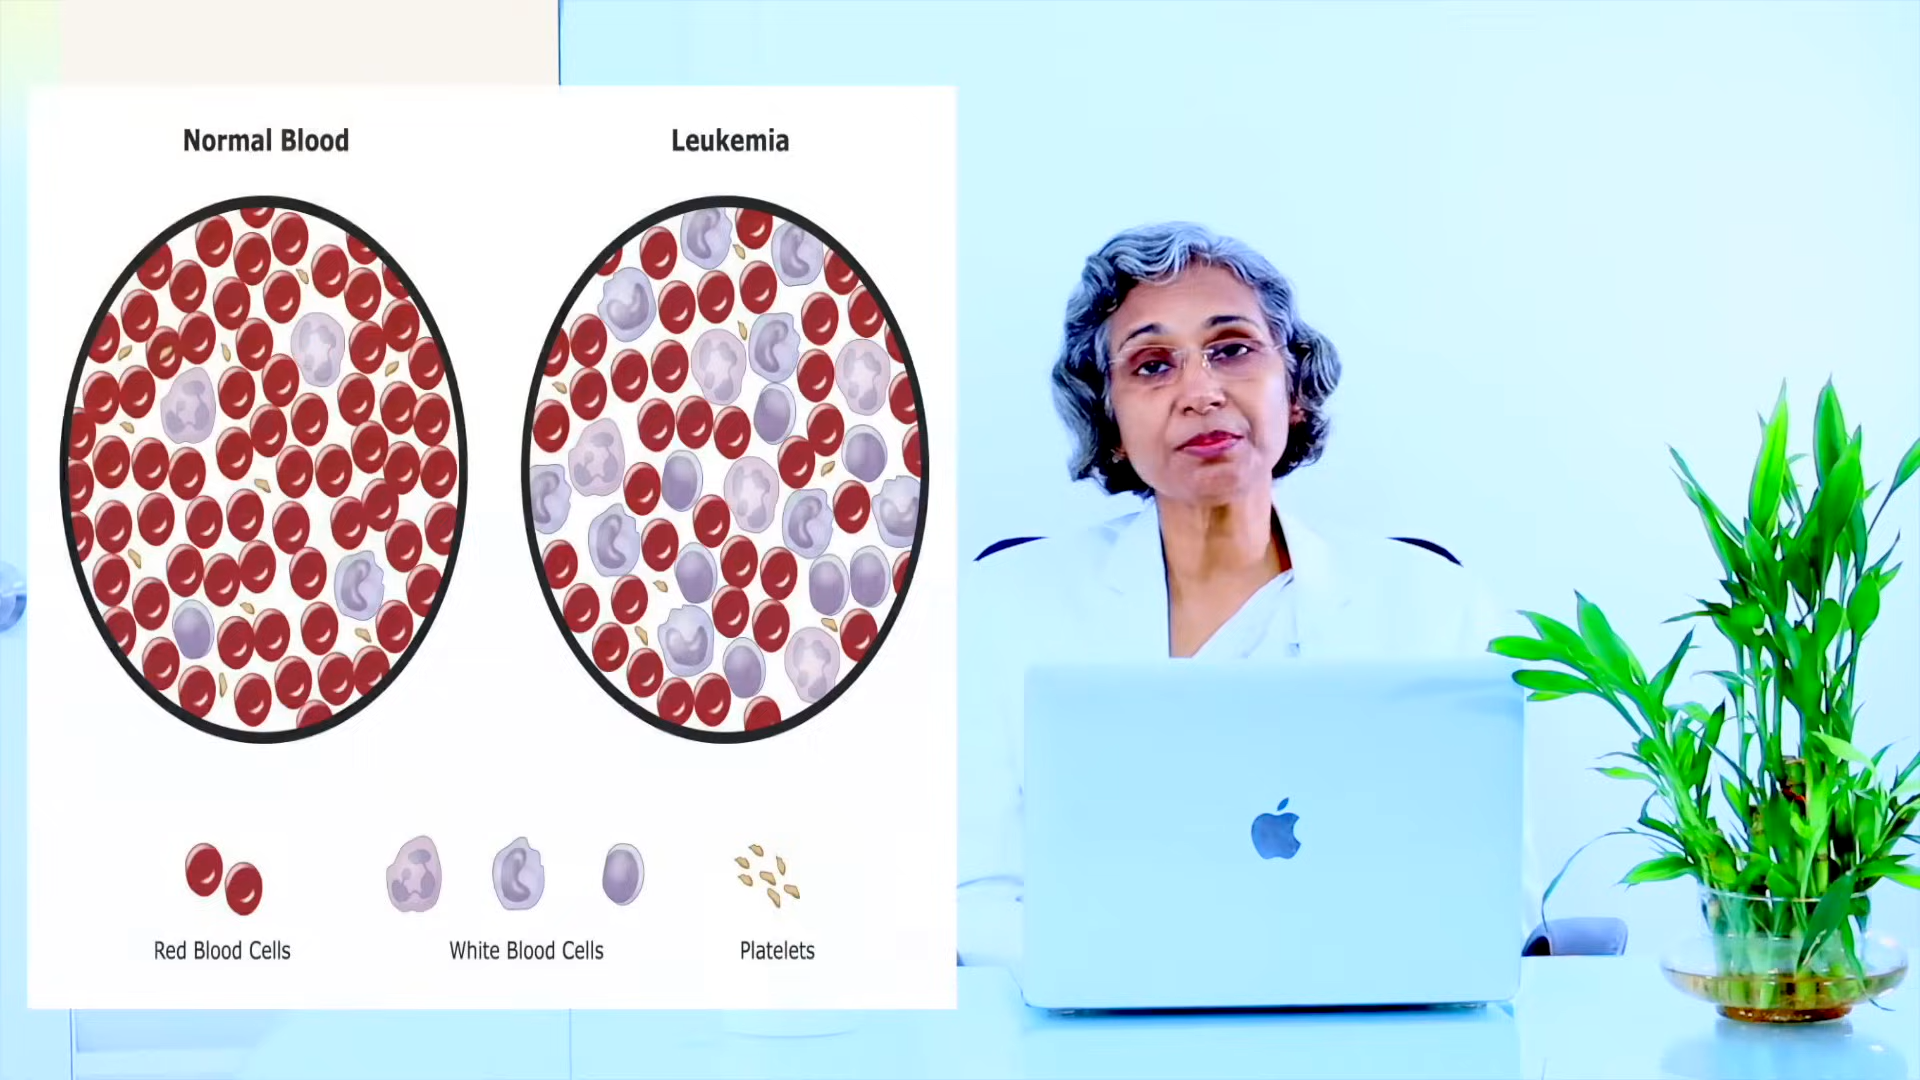 Normal Blood
Leukemia
Red Blood Cells
White Blood Cells
Platelets